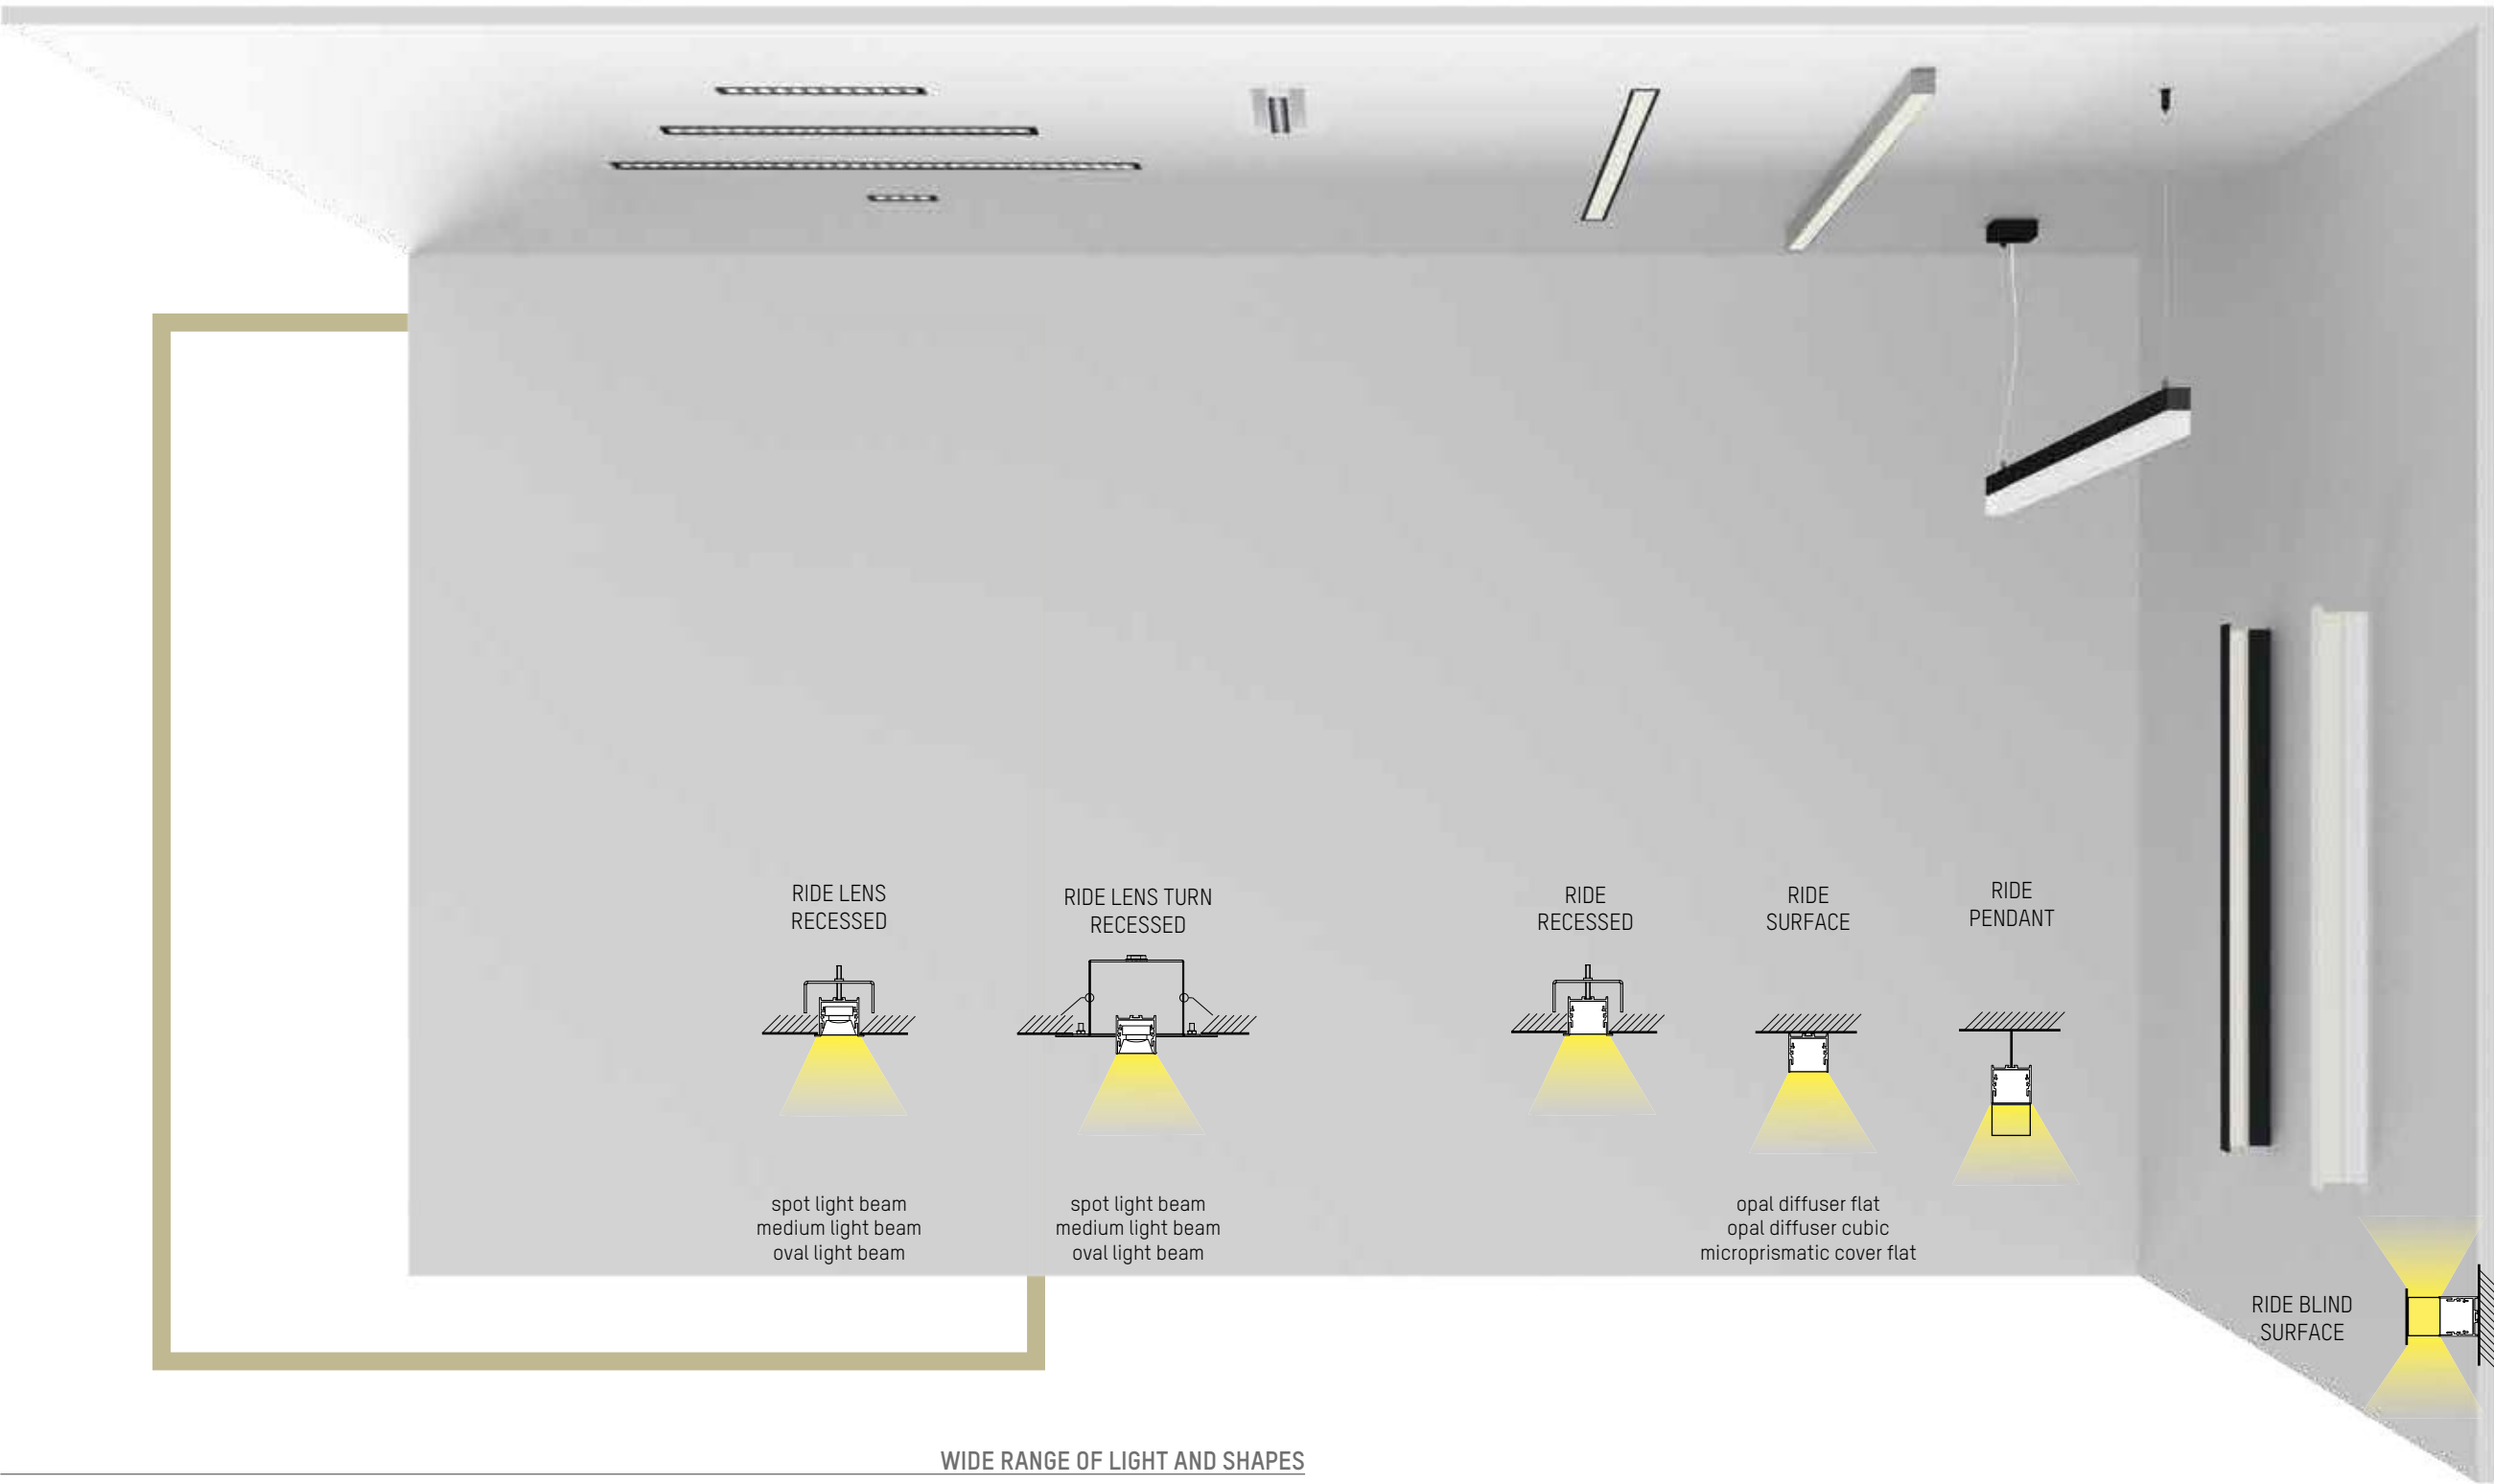 RIDE LENS
RECESSED
RIDE LENS TURN
RECESSED
RIDE
RECESSED
RIDE
SURFACE
RIDE
PENDANT
spot light beam
medium light beam
oval light beam
spot light beam
medium light beam
oval light beam
opal diffuser flat
opal diffuser cubic
microprismatic cover flat
RIDE BLIND
SURFACE
WIDE RANGE OF LIGHT AND SHAPES